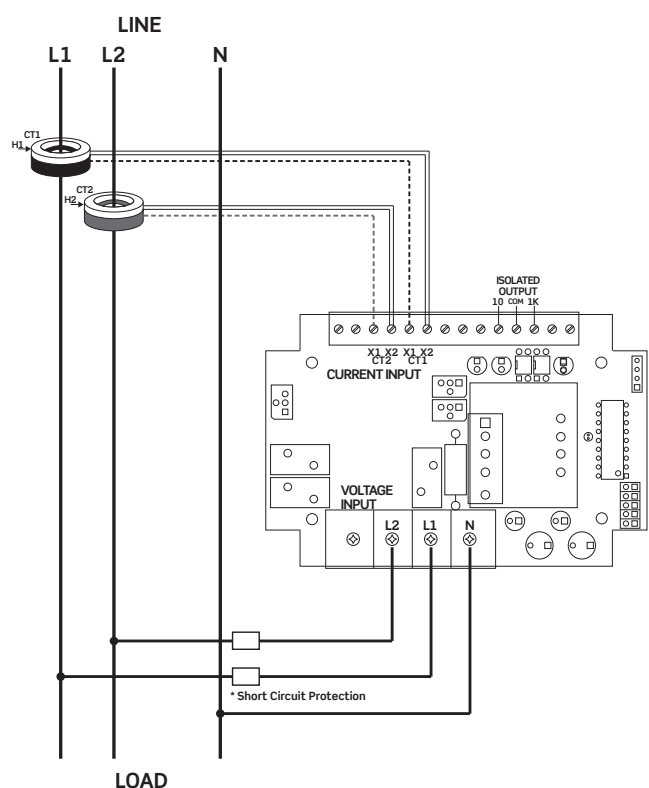 LINE
L1 L2 N
CT1
H1
CT2
H2
ISOLATED
OUTPUT
10 COM 1K
X1 X2 X1 X2
CT2 CT1
CURRENT INPUT
VOLTAGE
INPUT
L2 L1 N
* Short Circuit Protection
LOAD